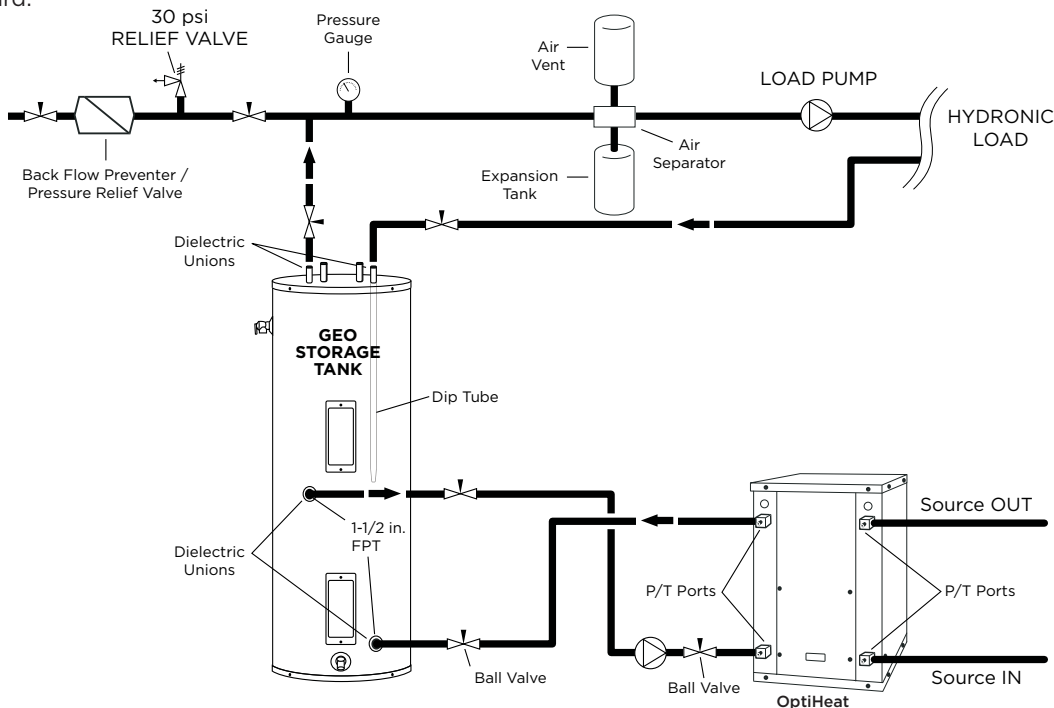 30 psi
RELIEF VALVE
Pressure
Gauge
Air
Vent
LOAD PUMP
HYDRONIC
LOAD
Back Flow Preventer /
Pressure Relief Valve
Air
Separator
Expansion
Tank
Dielectric
Unions
GEO
STORAGE
TANK
Dip Tube
Source OUT
1-1/2 in.
FPT
Dielectric
Unions
P/T Ports
P/T Ports
Ball Valve
Ball Valve
Source IN
OptiHeat